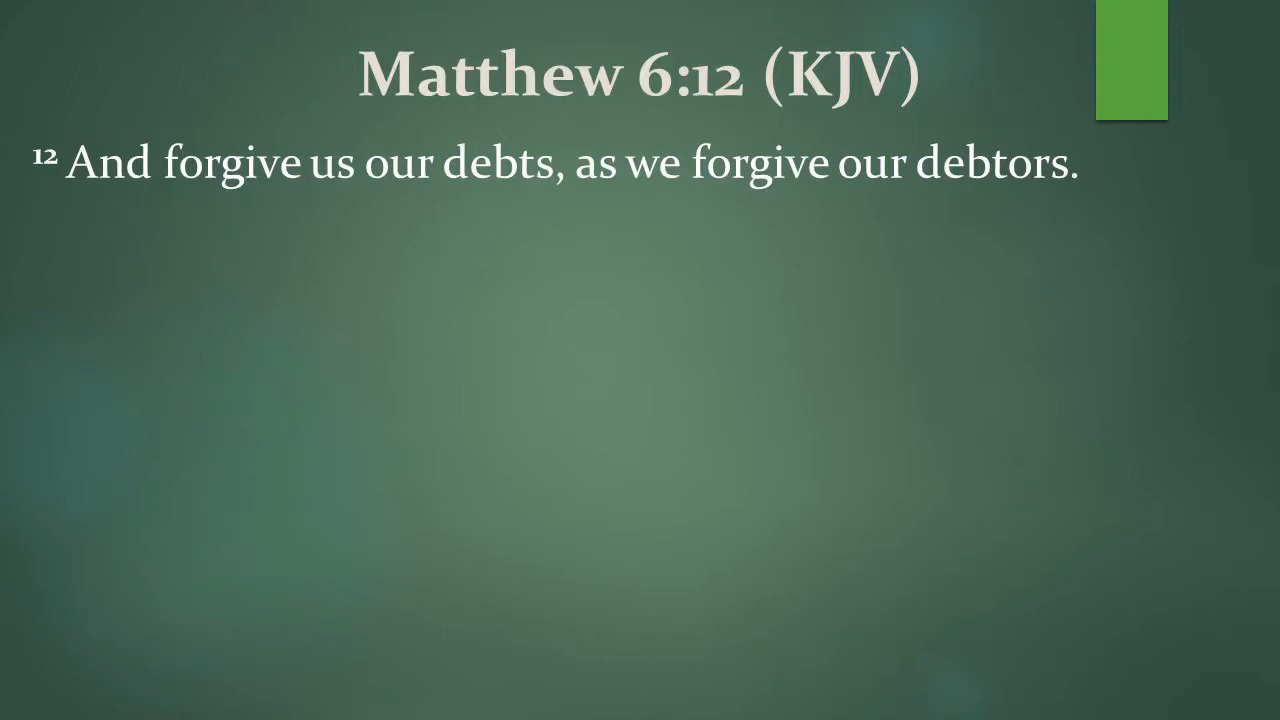 Matthew 6:12 (KJV)
12 And forgive us our debts, as we forgive our debtors.